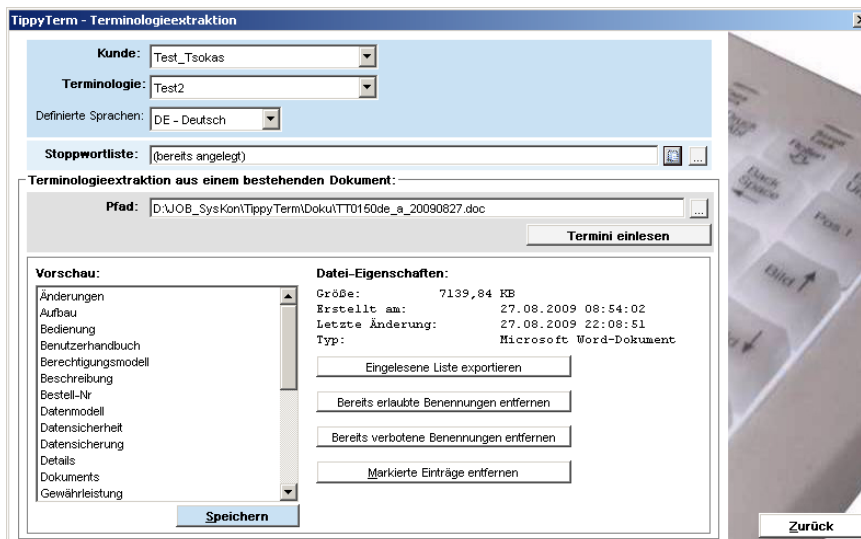 TippyTerm - Terminologieextraktion
Kunde: Test_Tsokas
Terminologie: Test2
Definierte Sprachen: DE - Deutsch
Stoppwortliste: (bereits angelegt) ...
Terminologieextraktion aus einem bestehenden Dokument:
Pfad: D:\JOB_SysKon\TippyTerm\Doku\TT0150de_a_20090827.doc ...
Termini einlesen
Vorschau:
Änderungen
Aufbau
Bedienung
Benutzerhandbuch
Berechtigungsmodell
Beschreibung
Bestell-Nr
Datenmodell
Datensicherheit
Datensicherung
Details
Dokuments
Gewährleistung
Speichern
Datei-Eigenschaften:
Größe: 7139,84 KB
Erstellt am: 27.08.2009 08:54:02
Letzte Änderung: 27.08.2009 22:08:51
Typ: Microsoft Word-Dokument
Eingelesene Liste exportieren
Bereits erlaubte Benennungen entfernen
Bereits verbotene Benennungen entfernen
Markierte Einträge entfernen
Back
Space
Pos 1
Bild
Zurück